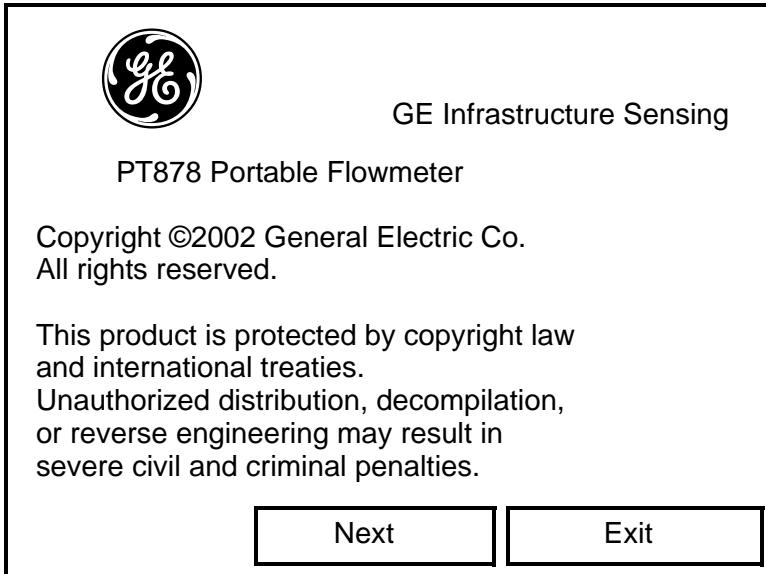 GE
GE Infrastructure Sensing
PT878 Portable Flowmeter
Copyright ©2002 General Electric Co.
All rights reserved.
This product is protected by copyright law
and international treaties.
Unauthorized distribution, decompilation,
or reverse engineering may result in
severe civil and criminal penalties.
Next
Exit